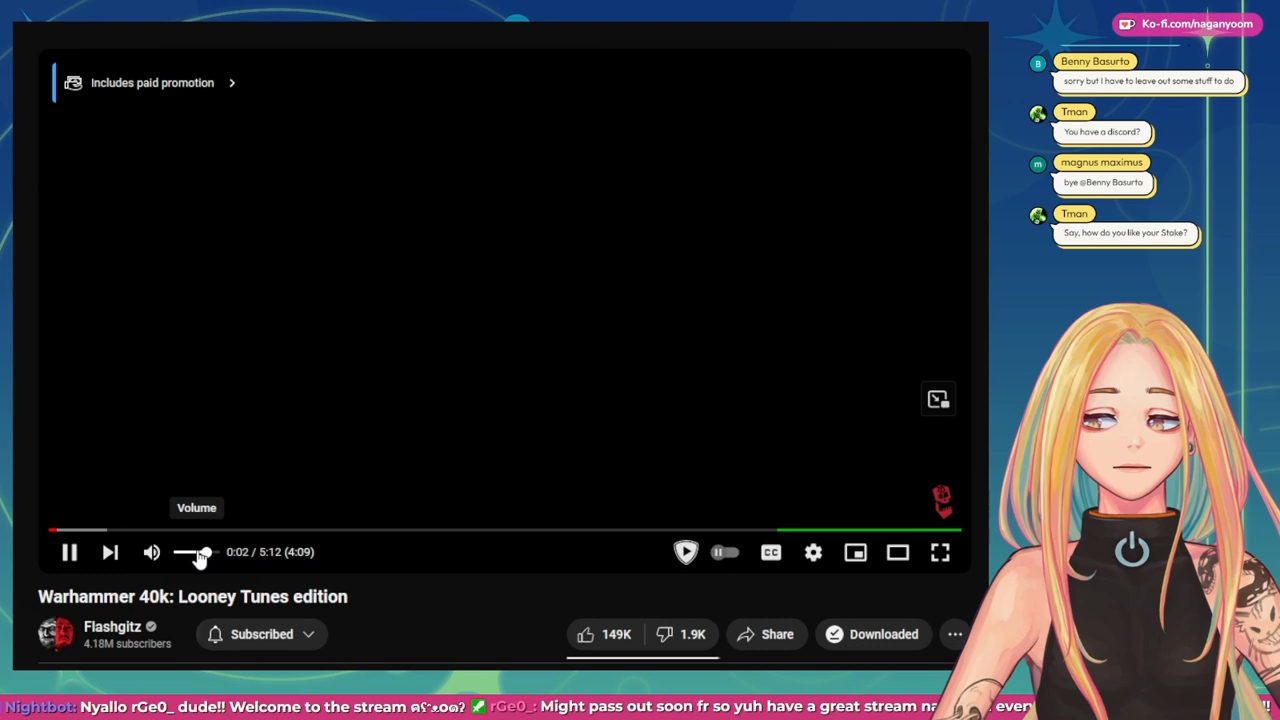 Ko-fi.com/naganyoom
Includes paid promotion
Benny Basurto
sorry but I have to leave out some stuff to do
Tman
You have a discord?
magnus maximus
bye @Benny Basurto
Tman
Say, how do you like your Stake?
Volume
0:02 / 5:12 (4:09)
CC
Warhammer 40k: Looney Tunes edition
Flashgitz
4.18M subscribers
Subscribed
149K
1.9K
Share
Downloaded
Nightbot: Nyallo rGe0_ dude!! Welcome to the stream rGe0_: Might pass out soon fr so yuh have a great stream